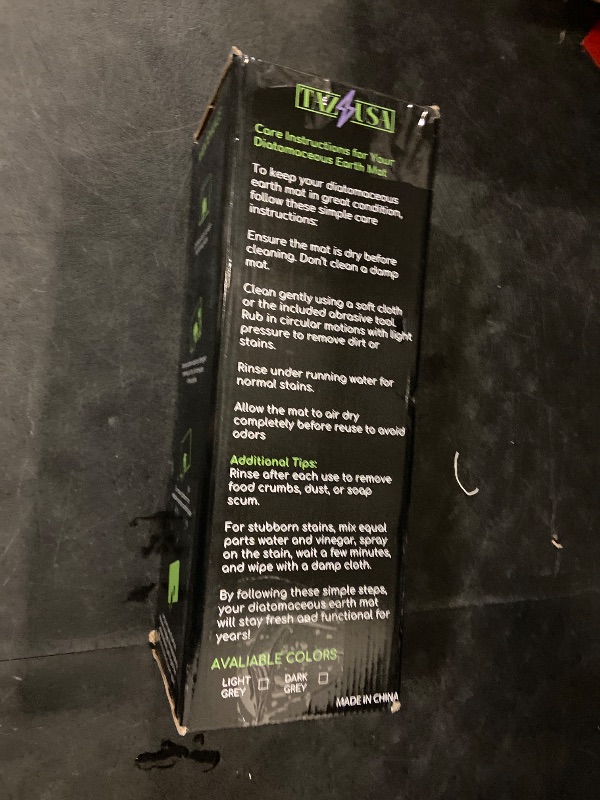 TAZ USA
Care Instructions for Your
Diatomaceous Earth Mat
To keep your diatomaceous
earth mat in great condition,
follow these simple care
instructions:
Ensure the mat is dry before
cleaning. Don't clean a damp
mat.
Clean gently using a soft cloth
or the included abrasive tool.
Rub in circular motions with light
pressure to remove dirt or
stains.
Rinse under running water for
normal stains.
Allow the mat to air dry
completely before reuse to avoid
odors
Additional Tips:
Rinse after each use to remove
food crumbs, dust, or soap
scum.
For stubborn stains, mix equal
parts water and vinegar, spray
on the stain, wait a few minutes,
and wipe with a damp cloth.
By following these simple steps,
your diatomaceous earth mat
will stay fresh and functional for
years!
AVALIABLE COLORS:
LIGHT
GREY
DARK
GREY
MADE IN CHINA